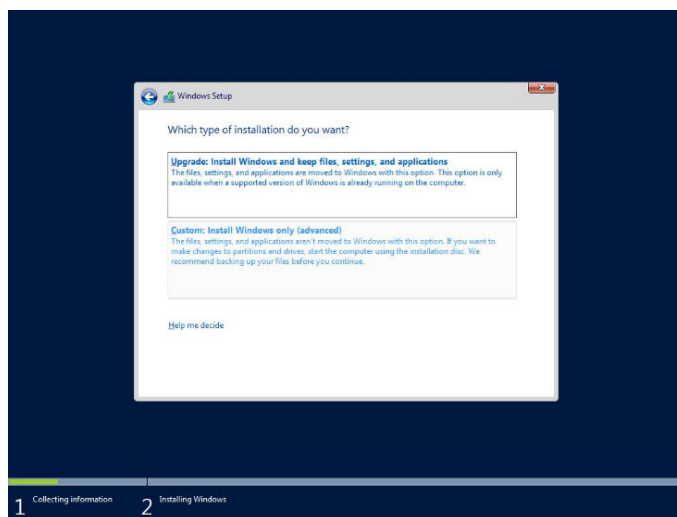 Windows Setup
Which type of installation do you want?
Upgrade: Install Windows and keep files, settings, and applications
The files, settings, and applications are moved to Windows with this option. This option is only
available when a supported version of Windows is already running on the computer.
Custom: Install Windows only (advanced)
The files, settings, and applications aren't moved to Windows with this option. If you want to
make changes to partitions and drives, start the computer using the installation disc. We
recommend backing up your files before you continue.
Help me decide
1 Collecting information 2 Installing Windows